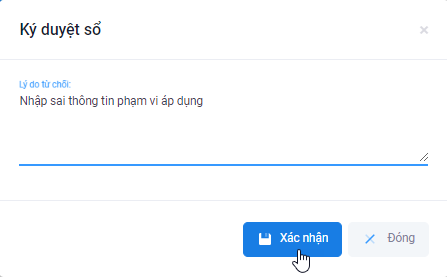 Ký duyệt sổ
×
Lý do từ chối:
Nhập sai thông tin phạm vi áp dụng
Xác nhận
Đóng